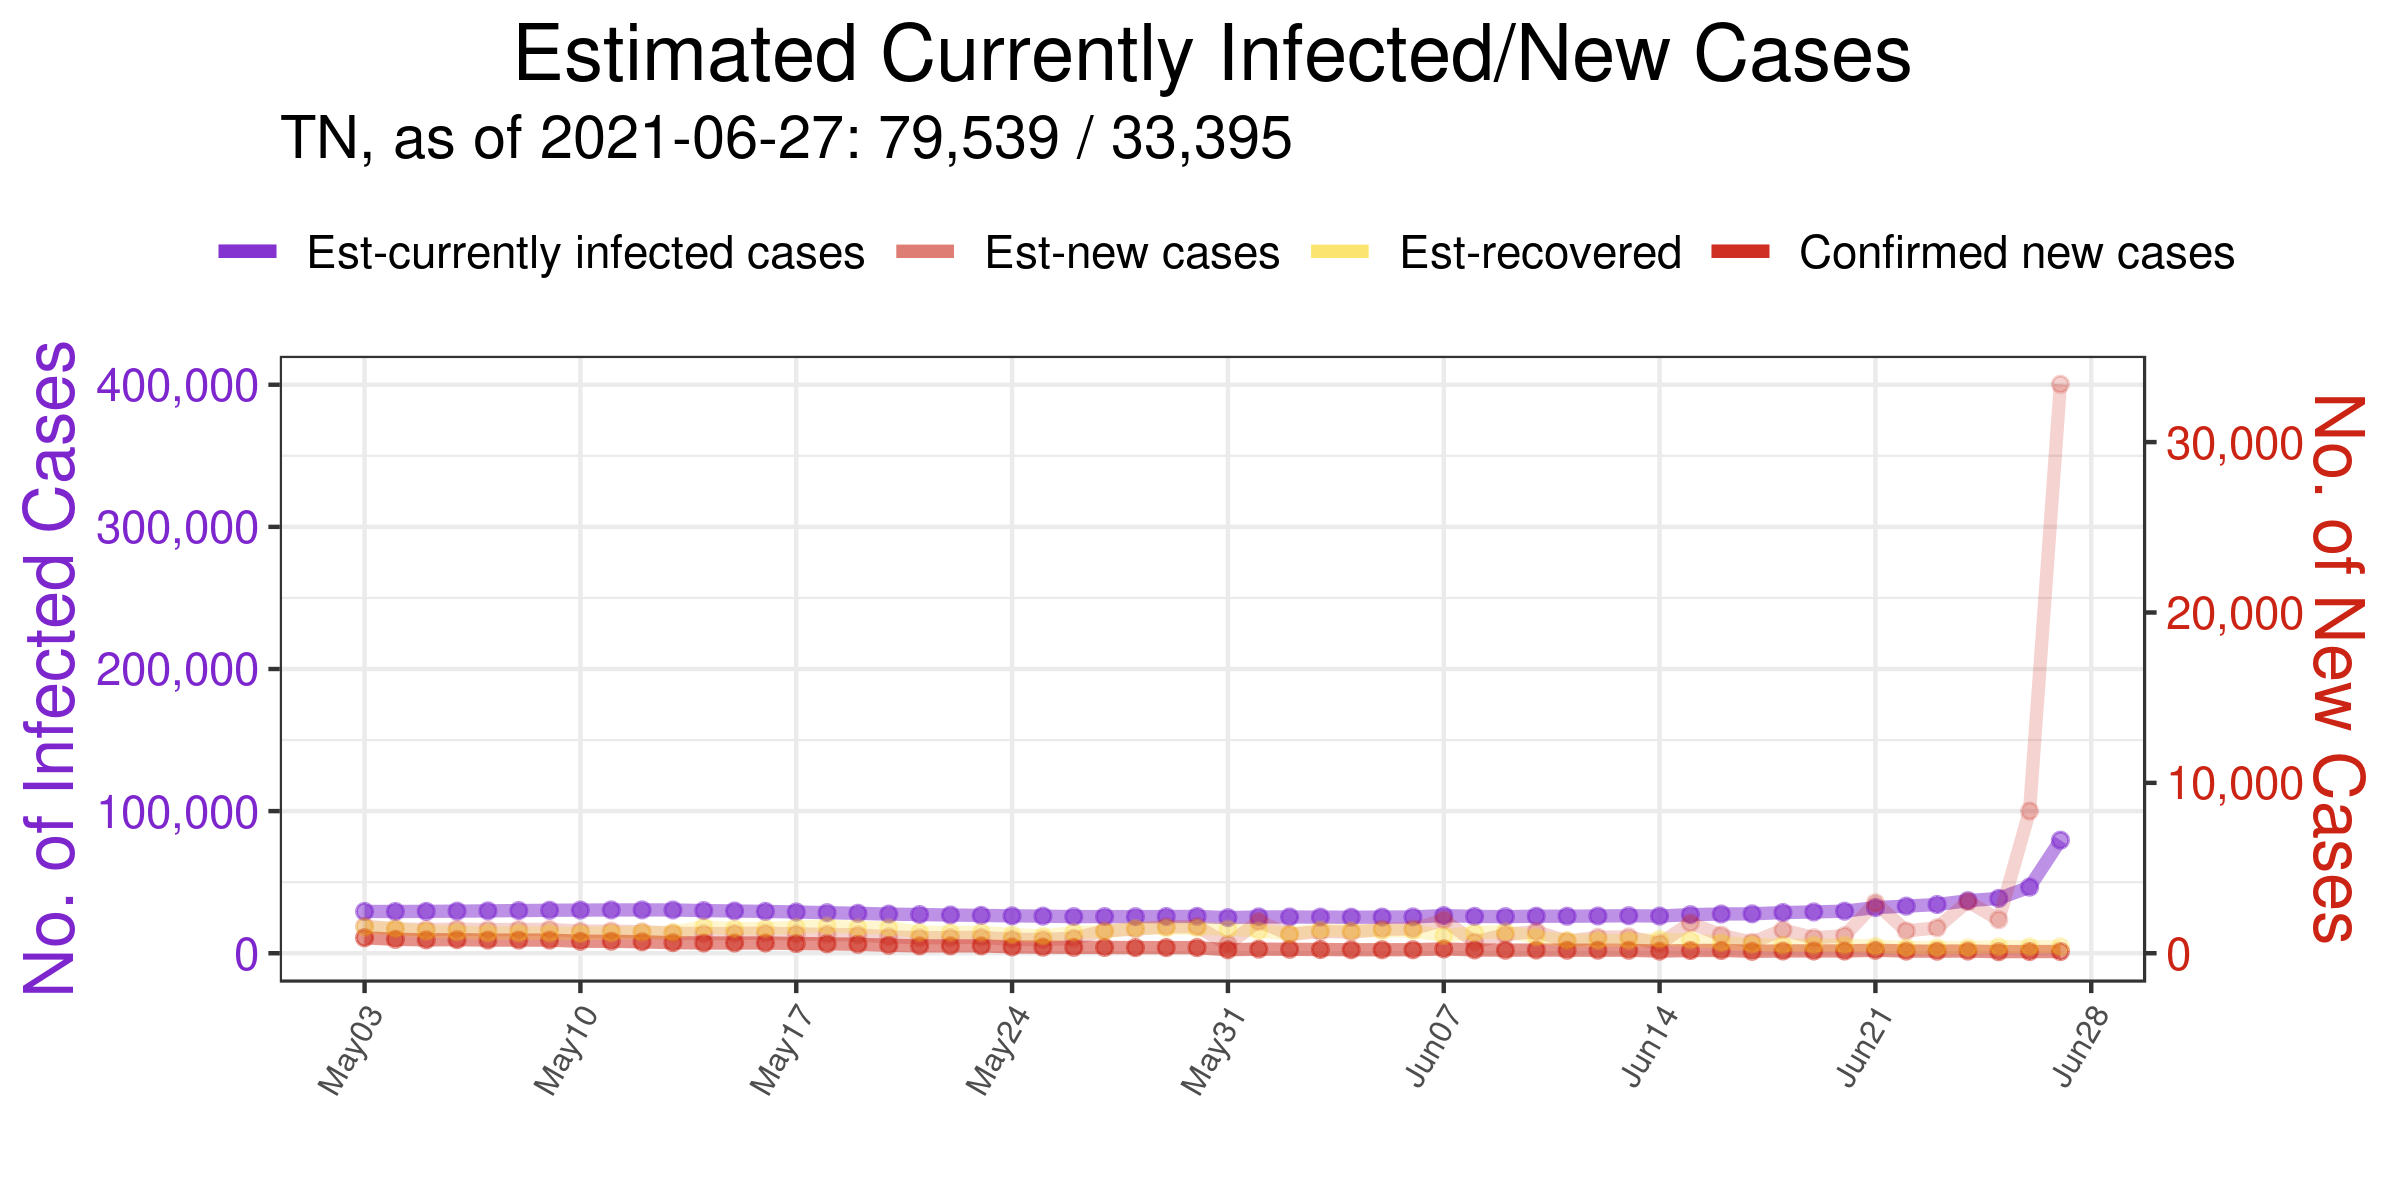 Estimated Currently Infected/New Cases
TN, as of 2021-06-27: 79,539 / 33,395
Est-currently infected cases Est-new cases Est-recovered Confirmed new cases
No. of Infected Cases
400,000
300,000
200,000
100,000
0
30,000
20,000
10,000
0
No. of New Cases
May03 May10 May17 May24 May31 Jun07 Jun14 Jun21 Jun28